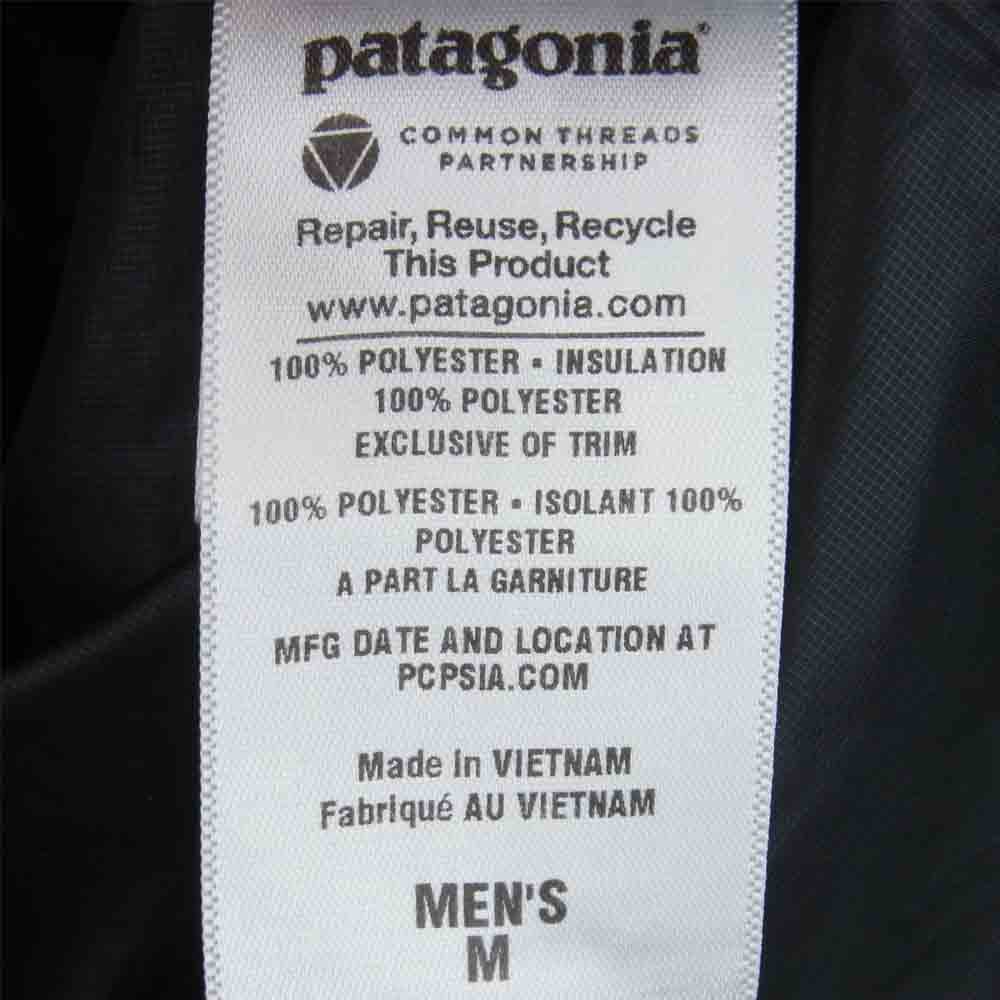 patagonia®
COMMON THREADS
PARTNERSHIP
Repair, Reuse, Recycle
This Product
www.patagonia.com
100% POLYESTER • INSULATION
100% POLYESTER
EXCLUSIVE OF TRIM
100% POLYESTER • ISOLANT 100%
POLYESTER
A PART LA GARNITURE
MFG DATE AND LOCATION AT
PCPSIA.COM
Made in VIETNAM
Fabriqué AU VIETNAM
MEN'S
M